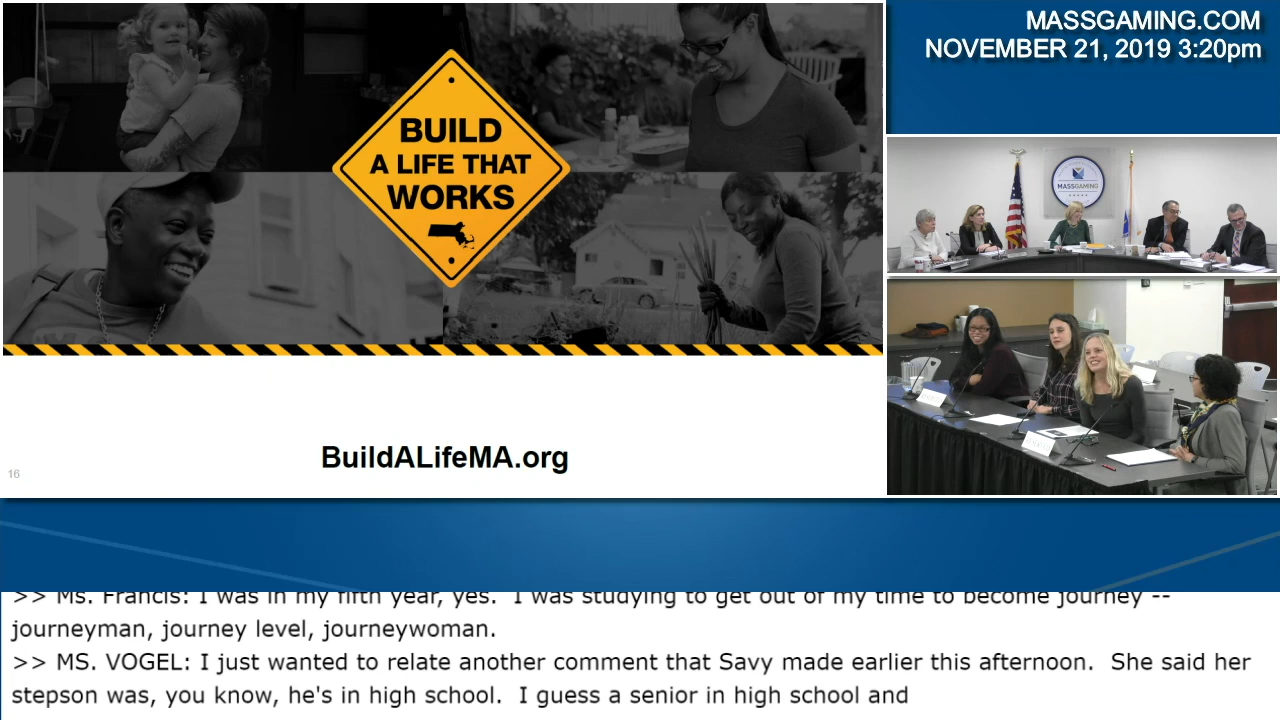 MASSGAMING.COM
NOVEMBER 21, 2019 3:20pm
BUILD
A LIFE THAT
WORKS
MASSGAMING
BuildALifeMA.org
16
>> Ms. Francis: I was in my fifth year, yes.  I was studying to get out of my time to become journey --
journeyman, journey level, journeywoman.
>> MS. VOGEL: I just wanted to relate another comment that Savy made earlier this afternoon.  She said her
stepson was, you know, he's in high school.  I guess a senior in high school and